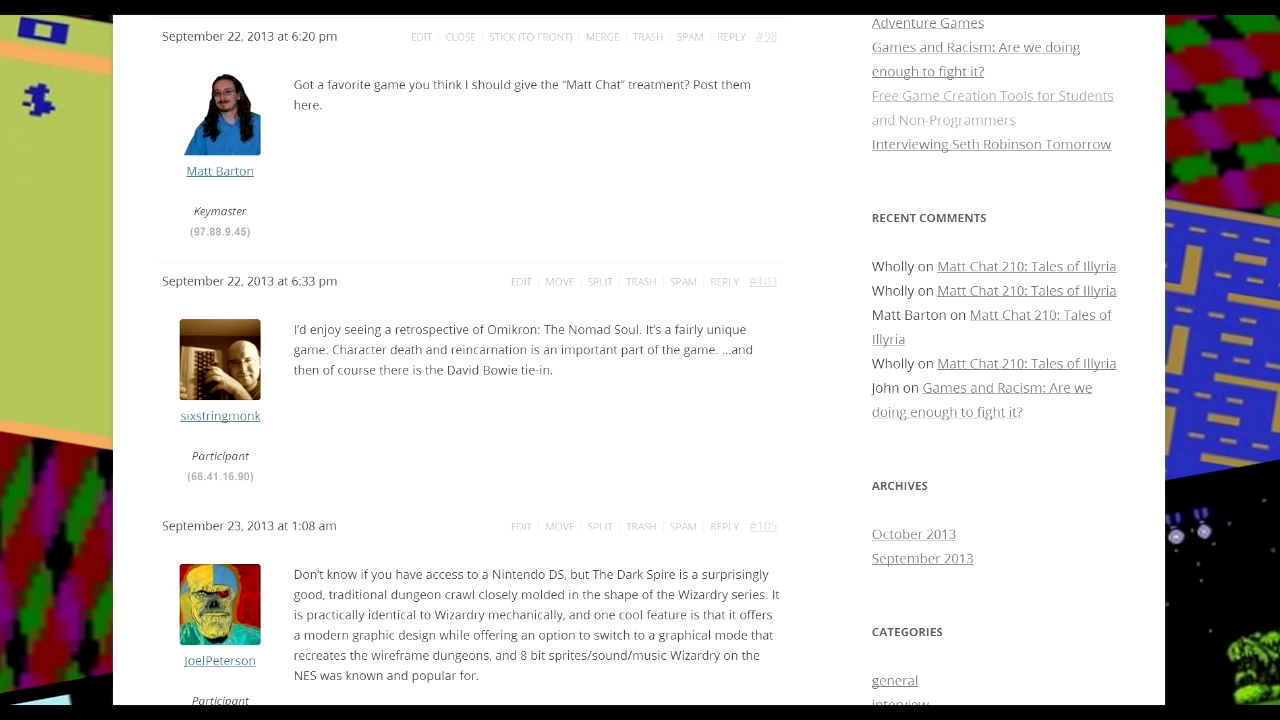 September 22, 2013 at 6:20 pm
EDIT | CLOSE | STICK (TO FRONT) | MERGE | TRASH | SPAM | REPLY #98
Got a favorite game you think I should give the “Matt Chat” treatment? Post them
here.
Matt Barton
Keymaster
(97.88.9.45)
September 22, 2013 at 6:33 pm
EDIT | MOVE | SPLIT | TRASH | SPAM | REPLY #103
I’d enjoy seeing a retrospective of Omikron: The Nomad Soul. It’s a fairly unique
game. Character death and reincarnation is an important part of the game. …and
then of course there is the David Bowie tie-in.
sixstringmonk
Participant
(66.41.16.90)
September 23, 2013 at 1:08 am
EDIT | MOVE | SPLIT | TRASH | SPAM | REPLY #105
Don’t know if you have access to a Nintendo DS, but The Dark Spire is a surprisingly
good, traditional dungeon crawl closely molded in the shape of the Wizardry series. It
is practically identical to Wizardry mechanically, and one cool feature is that it offers
a modern graphic design while offering an option to switch to a graphical mode that
recreates the wireframe dungeons, and 8 bit sprites/sound/music Wizardry on the
NES was known and popular for.
JoelPeterson
Participant
Adventure Games
Games and Racism: Are we doing
enough to fight it?
Free Game Creation Tools for Students
and Non-Programmers
Interviewing Seth Robinson Tomorrow
RECENT COMMENTS
Wholly on Matt Chat 210: Tales of Illyria
Wholly on Matt Chat 210: Tales of Illyria
Matt Barton on Matt Chat 210: Tales of
Illyria
Wholly on Matt Chat 210: Tales of Illyria
John on Games and Racism: Are we
doing enough to fight it?
ARCHIVES
October 2013
September 2013
CATEGORIES
general
interview